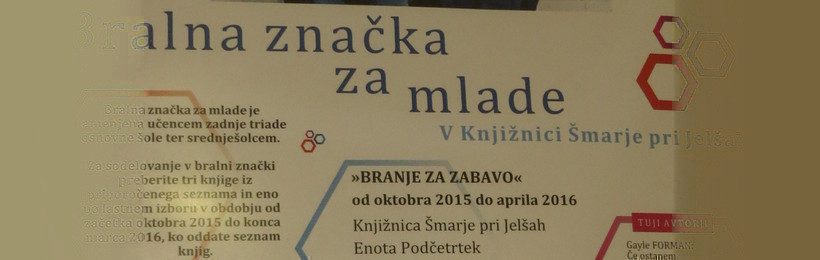 alna značka
za
mlade
V Knjižnici Šmarje pri
značka za mlade je
učencem zadnje triade
šole ter srednješolcem.
v bralni znački
preberite tri knjige iz
seznama in eno
izboru v obdobju od
oktobra 2015 do konca
2016, ko oddate seznam
knjig.
»BRANJE ZA ZABAVO«
od oktobra 2015 do aprila 2016
Knjižnica Šmarje pri Jelšah
Enota Podčetrtek
TUJI
Gayle FORMAN:
Če ostanem